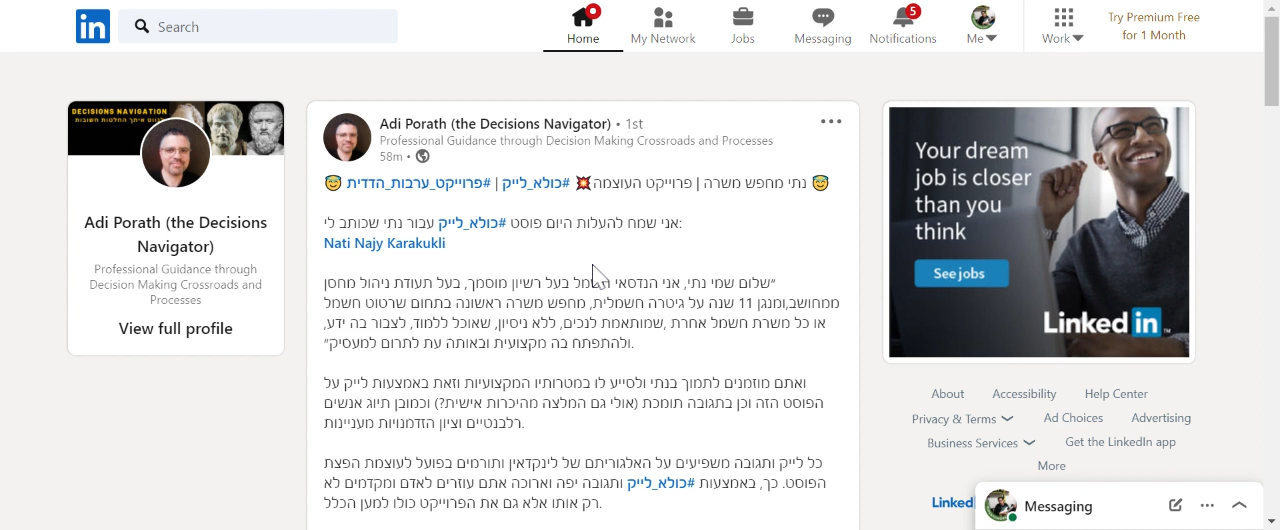 in
Search
Home
My Network
Jobs
Messaging
5
Notifications
Me
Work
Try Premium Free
for 1 Month
DECISIONS NAVIGATION
Adi Porath (the Decisions
Navigator)
Professional Guidance through
Decision Making Crossroads and
Processes
View full profile
Adi Porath (the Decisions Navigator) • 1st
Professional Guidance through Decision Making Crossroads and Processes
58m •
😇 נתי מחפש משרה | פרוייקט העוצמה💥 #כולא_לייק | #פרוייקט_ערבות_הדדית 😇
אני שמח להעלות היום פוסט #כולא_לייק עבור נתי שכותב לי:
Nati Najy Karakukli
״שלום שמי נתי, אני הנדסאי חשמל בעל רשיון מוסמך, בעל תעודת ניהול מחסן
ממחושב,ומנגן 11 שנה על גיטרה חשמלית, מחפש משרה ראשונה בתחום שרטוט חשמל
או כל משרת חשמל אחרת ,שמותאמת לנכים, ללא ניסיון, שאוכל ללמוד, לצבור בה ידע,
ולהתפתח בה מקצועית ובאותה עת לתרום למעסיק״.
ואתם מוזמנים לתמוך בנתי ולסייע לו במטרותיו המקצועיות וזאת באמצעות לייק על
הפוסט הזה וכן בתגובה תומכת (אולי גם המלצה מהיכרות אישית?) וכמובן תיוג אנשים
רלבנטיים וציון הזדמנויות מעניינות.
כל לייק ותגובה משפיעים על האלגוריתם של לינקדאין ותורמים בפועל לעוצמת הפצת
הפוסט. כך, באמצעות #כולא_לייק ותגובה יפה וארוכה אתם עוזרים לאדם ומקדמים לא
רק אותו אלא גם את הפרוייקט כולו למען הכלל.
Your dream
job is closer
than you
think
See jobs
Linked in
About
Accessibility
Help Center
Privacy & Terms
Ad Choices
Advertising
Business Services
Get the LinkedIn app
More
Linked
Messaging